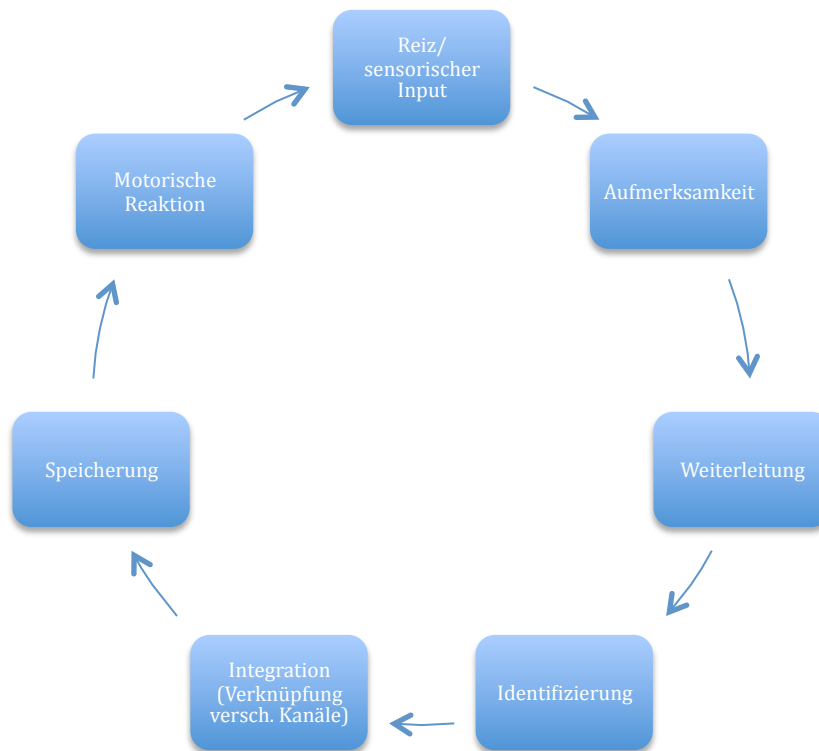 Reiz/
sensorischer
Input
Aufmerksamkeit
Weiterleitung
Identifizierung
Integration
(Verknüpfung
versch. Kanäle)
Speicherung
Motorische
Reaktion